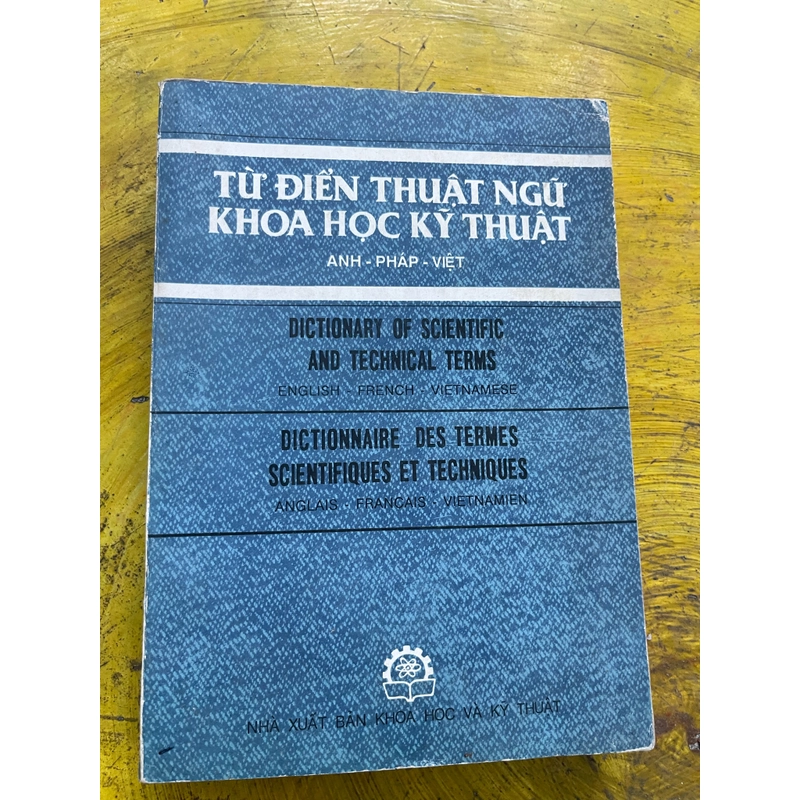 TỪ ĐIỂN THUẬT NGỮ
KHOA HỌC KỸ THUẬT
ANH - PHÁP - VIỆT
DICTIONARY OF SCIENTIFIC
AND TECHNICAL TERMS
ENGLISH - FRENCH - VIETNAMESE
DICTIONNAIRE DES TERMES
SCIENTIFIQUES ET TECHNIQUES
ANGLAIS - FRANÇAIS - VIETNAMIEN
NHÀ XUẤT BẢN KHOA HỌC VÀ KỸ THUẬT